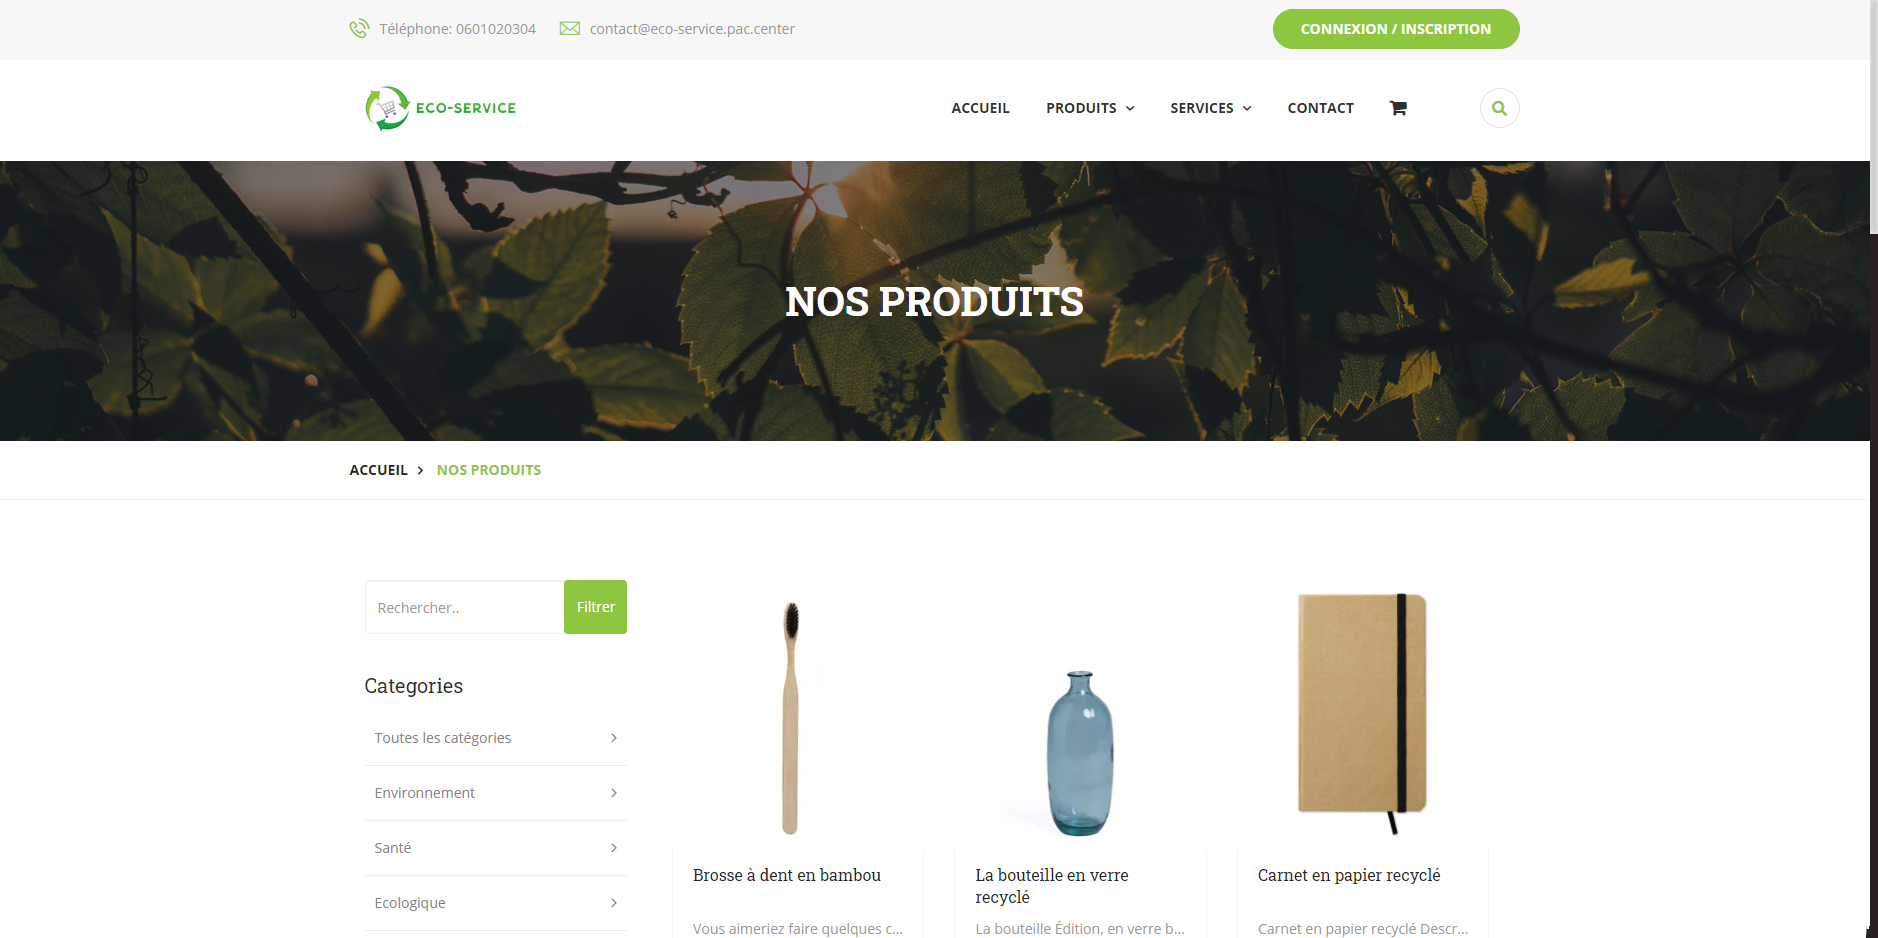 Téléphone: 0601020304
contact@eco-service.pac.center
CONNEXION / INSCRIPTION
ECO-SERVICE
ACCUEIL
PRODUITS
SERVICES
CONTACT
NOS PRODUITS
ACCUEIL > NOS PRODUITS
Rechercher..
Filtrer
Categories
Toutes les catégories
Environnement
Santé
Ecologique
Brosse à dent en bambou
Vous aimeriez faire quelques c...
La bouteille en verre
recyclé
La bouteille Édition, en verre b...
Carnet en papier recyclé
Carnet en papier recyclé Descr...